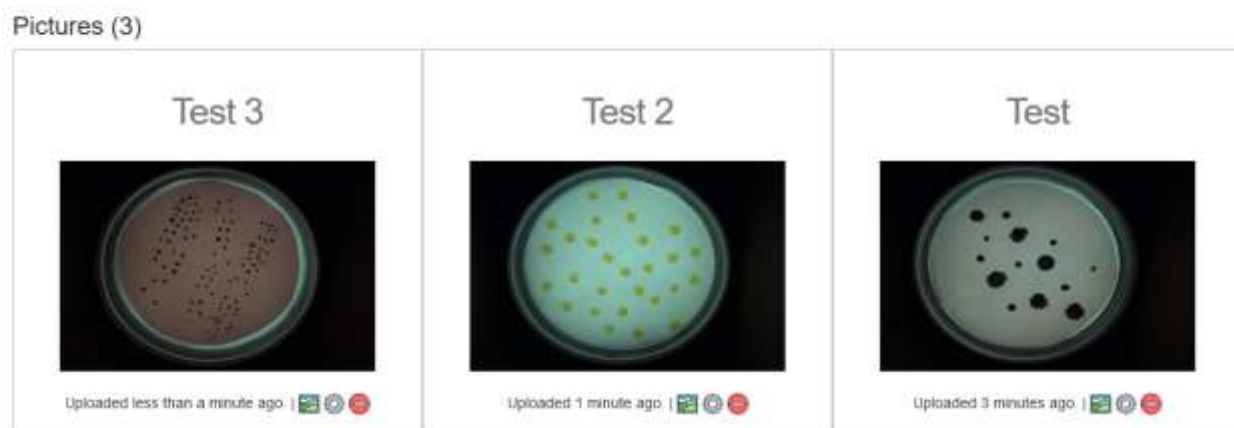 Pictures (3)
Test 3
Test 2
Test
Uploaded less than a minute ago |
Uploaded 1 minute ago |
Uploaded 3 minutes ago |